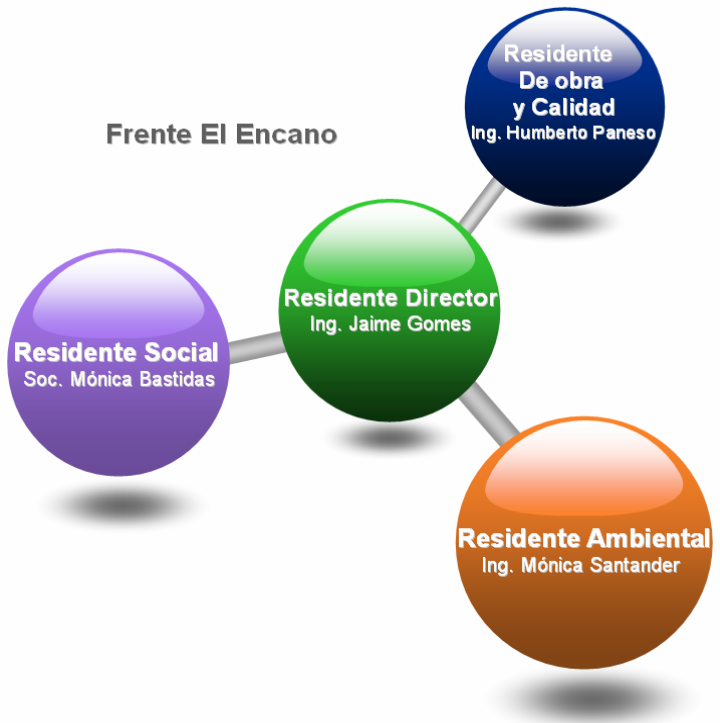 Residente
De obra
y Calidad
Ing. Humberto Paneso
Frente El Encano
Residente Director
Ing. Jaime Gomes
Residente Social
Soc. Mónica Bastidas
Residente Ambiental
Ing. Mónica Santander